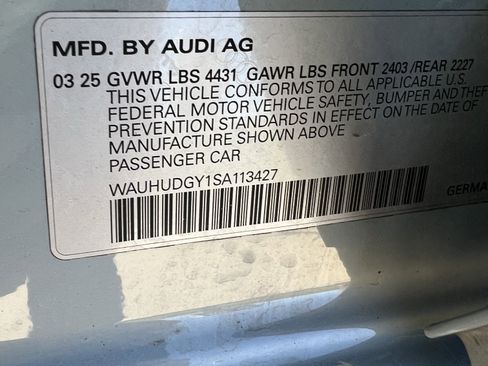 MFD. BY AUDI AG
03 25 GVWR LBS 4431 GAWR LBS FRONT 2403 /REAR 2227
THIS VEHICLE CONFORMS TO ALL APPLICABLE U.S.
FEDERAL MOTOR VEHICLE SAFETY, BUMPER AND THEF
PREVENTION STANDARDS IN EFFECT ON THE DATE OF
MANUFACTURE SHOWN ABOVE
PASSENGER CAR
WAUHUDGY1SA113427
GERMA